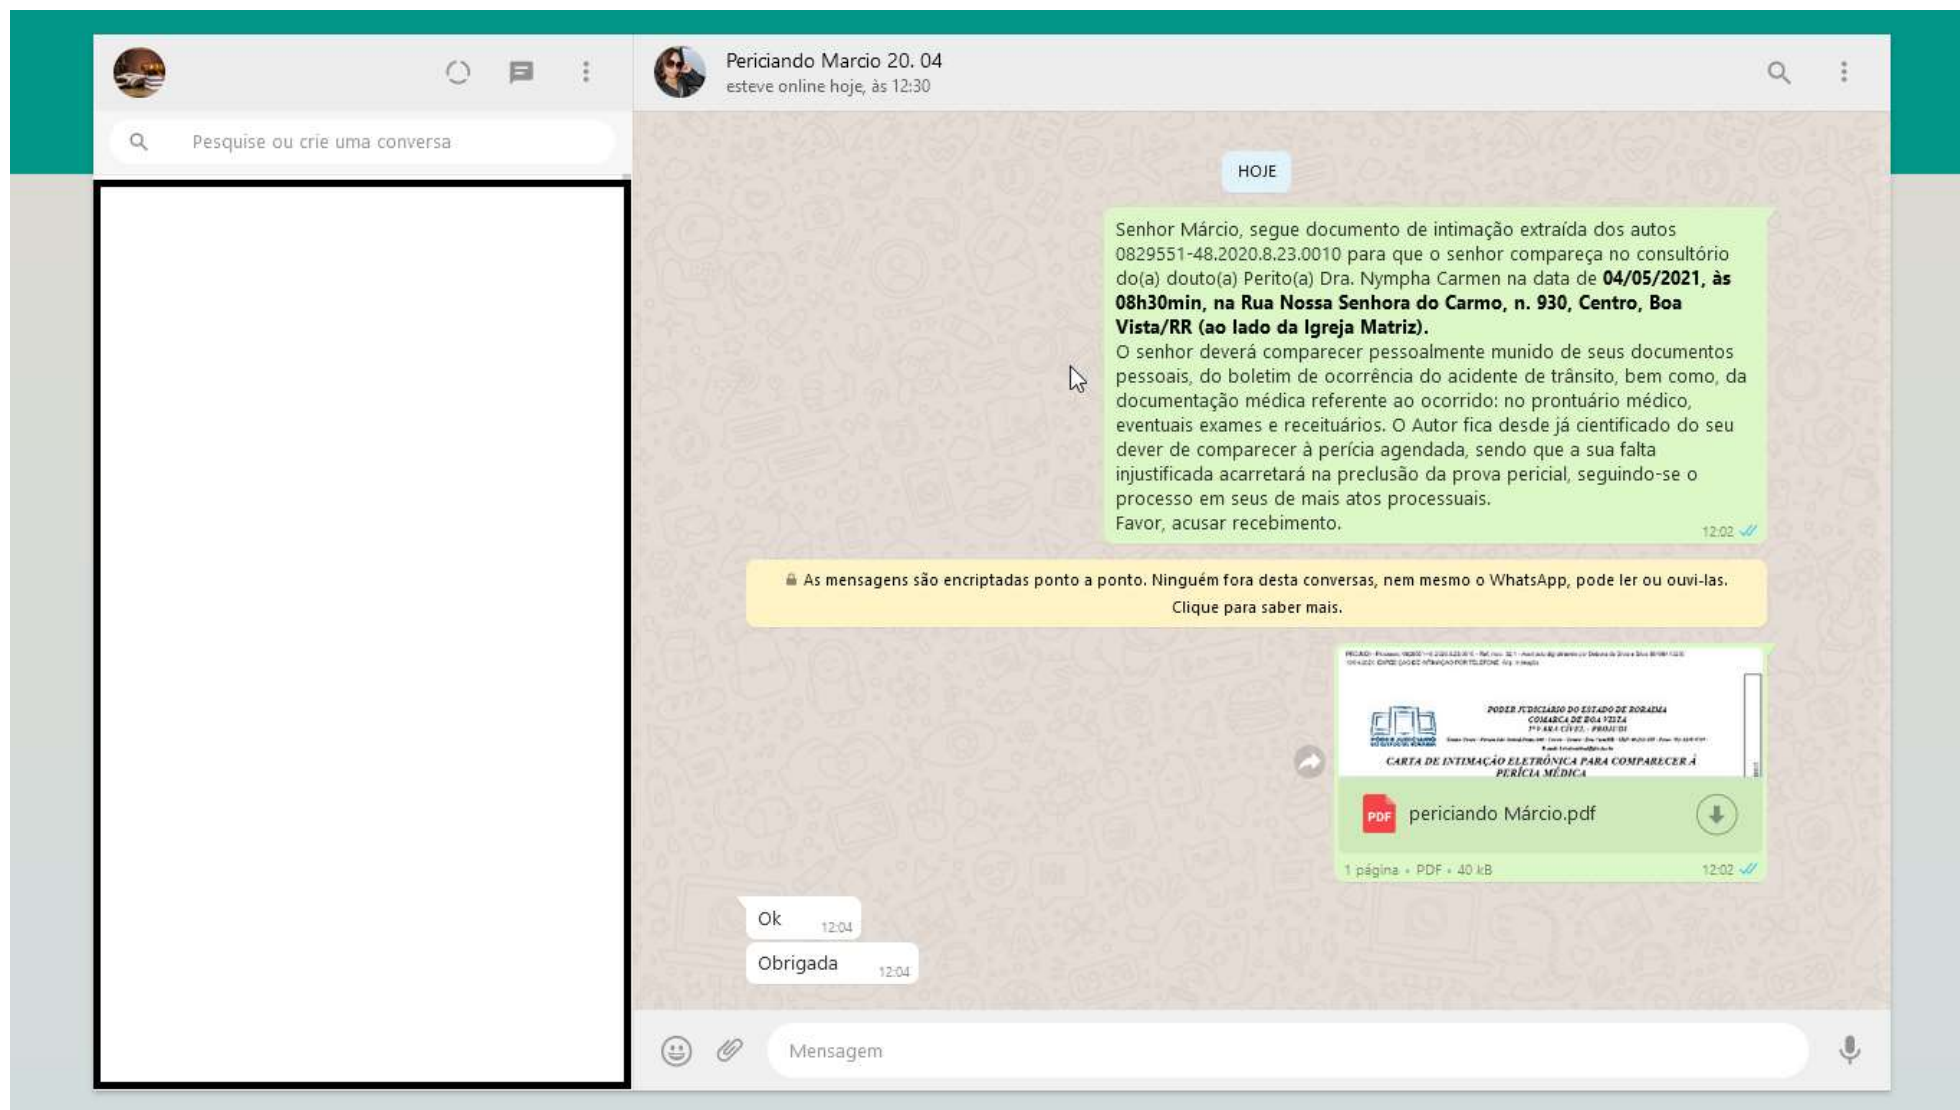 Periciando Marcio 20. 04
esteve online hoje, às 12:30
Pesquise ou crie uma conversa
HOJE
Senhor Márcio, segue documento de intimação extraída dos autos
0829551-48.2020.8.23.0010 para que o senhor compareça no consultório
do(a) douto(a) Perito(a) Dra. Nympha Carmen na data de 04/05/2021, às
08h30min, na Rua Nossa Senhora do Carmo, n. 930, Centro, Boa
Vista/RR (ao lado da Igreja Matriz).
O senhor deverá comparecer pessoalmente munido de seus documentos
pessoais, do boletim de ocorrência do acidente de trânsito, bem como, da
documentação médica referente ao ocorrido: no prontuário médico,
eventuais exames e receituários. O Autor fica desde já cientificado do seu
dever de comparecer à perícia agendada, sendo que a sua falta
injustificada acarretará na preclusão da prova pericial, seguindo-se o
processo em seus de mais atos processuais.
Favor, acusar recebimento.
12:02
As mensagens são encriptadas ponto a ponto. Ninguém fora desta conversas, nem mesmo o WhatsApp, pode ler ou ouvi-las.
Clique para saber mais.
PODER JUDICIÁRIO DO ESTADO DE RORAIMA
COMARCA DE BOA VISTA
1ª VARA CÍVEL - PROJUDI
CARTA DE INTIMAÇÃO ELETRÔNICA PARA COMPARECER À
PERÍCIA MÉDICA
PDF
periciando Márcio.pdf
1 página • PDF • 40 kB
12:02
Ok
12:04
Obrigada
12:04
Mensagem